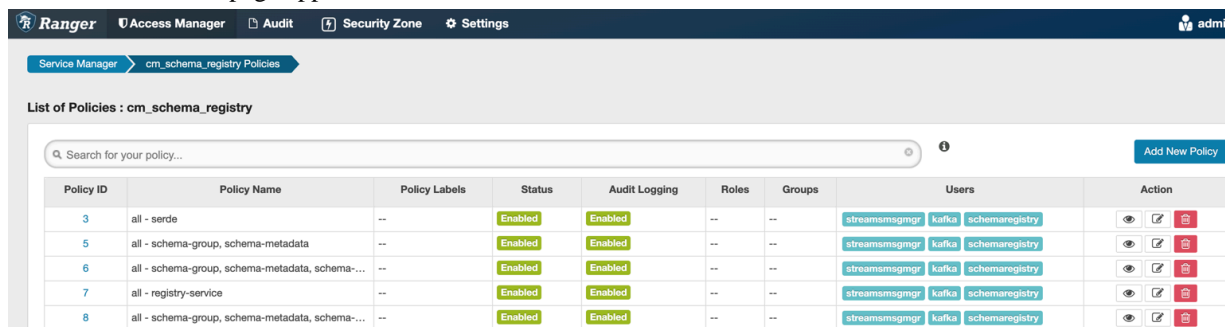 Ranger Access Manager Audit Security Zone Settings admi
Service Manager cm_schema_registry Policies
List of Policies : cm_schema_registry
Search for your policy... Add New Policy
Policy ID Policy Name Policy Labels Status Audit Logging Roles Groups Users Action
3 all - serde -- Enabled Enabled -- -- streamsmsgmgr kafka schemaregistry
5 all - schema-group, schema-metadata -- Enabled Enabled -- -- streamsmsgmgr kafka schemaregistry
6 all - schema-group, schema-metadata, schema-... -- Enabled Enabled -- -- streamsmsgmgr kafka schemaregistry
7 all - registry-service -- Enabled Enabled -- -- streamsmsgmgr kafka schemaregistry
8 all - schema-group, schema-metadata, schema-... -- Enabled Enabled -- -- streamsmsgmgr kafka schemaregistry